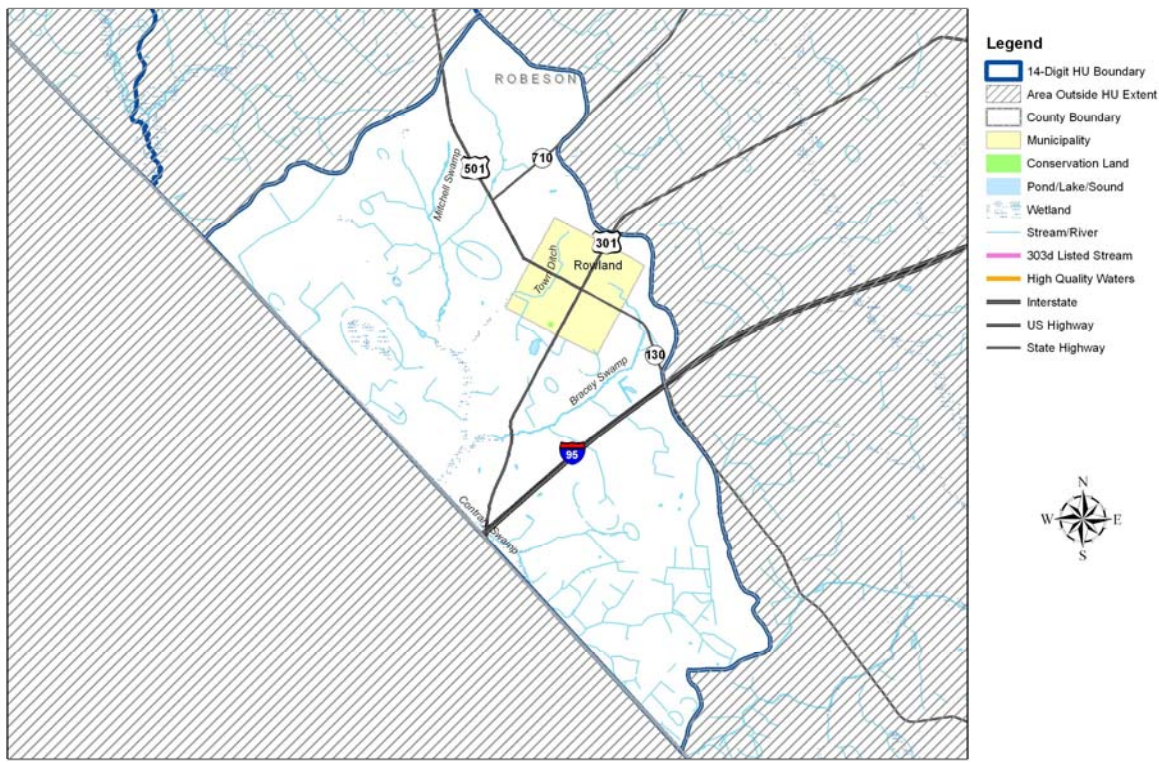 ROBESON
710
501
Mitchell Swamp
301
Rowland
Town Ditch
130
Bracey Swamp
95
Contrary Swamp
Legend
14-Digit HU Boundary
Area Outside HU Extent
County Boundary
Municipality
Conservation Land
Pond/Lake/Sound
Wetland
Stream/River
303d Listed Stream
High Quality Waters
Interstate
US Highway
State Highway
N
W E
S